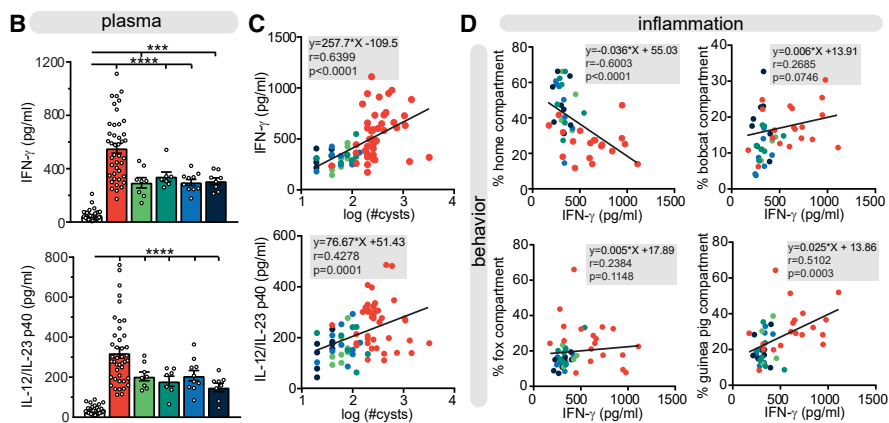 B
plasma
***
****
1200
800
400
0
IFN-γ (pg/ml)
****
800
600
400
200
0
IL-12/IL-23 p40 (pg/ml)
C
y=257.7*X -109.5
r=0.6399
p<0.0001
1500
1000
500
0
IFN-γ (pg/ml)
0 1 2 3 4
log (#cysts)
y=76.67*X +51.43
r=0.4278
p=0.0001
600
400
200
0
IL-12/IL-23 p40 (pg/ml)
0 1 2 3 4
log (#cysts)
D
inflammation
behavior
y=-0.036*X + 55.03
r=-0.6003
p<0.0001
80
60
40
20
0
% home compartment
0 500 1000 1500
IFN-γ (pg/ml)
y=0.006*X +13.91
r=0.2685
p=0.0746
40
30
20
10
0
% bobcat compartment
0 500 1000 1500
IFN-γ (pg/ml)
y=0.005*X +17.89
r=0.2384
p=0.1148
80
60
40
20
0
% fox compartment
0 500 1000 1500
IFN-γ (pg/ml)
y=0.025*X + 13.86
r=0.5102
p=0.0003
80
60
40
20
0
% guinea pig compartment
0 500 1000 1500
IFN-γ (pg/ml)